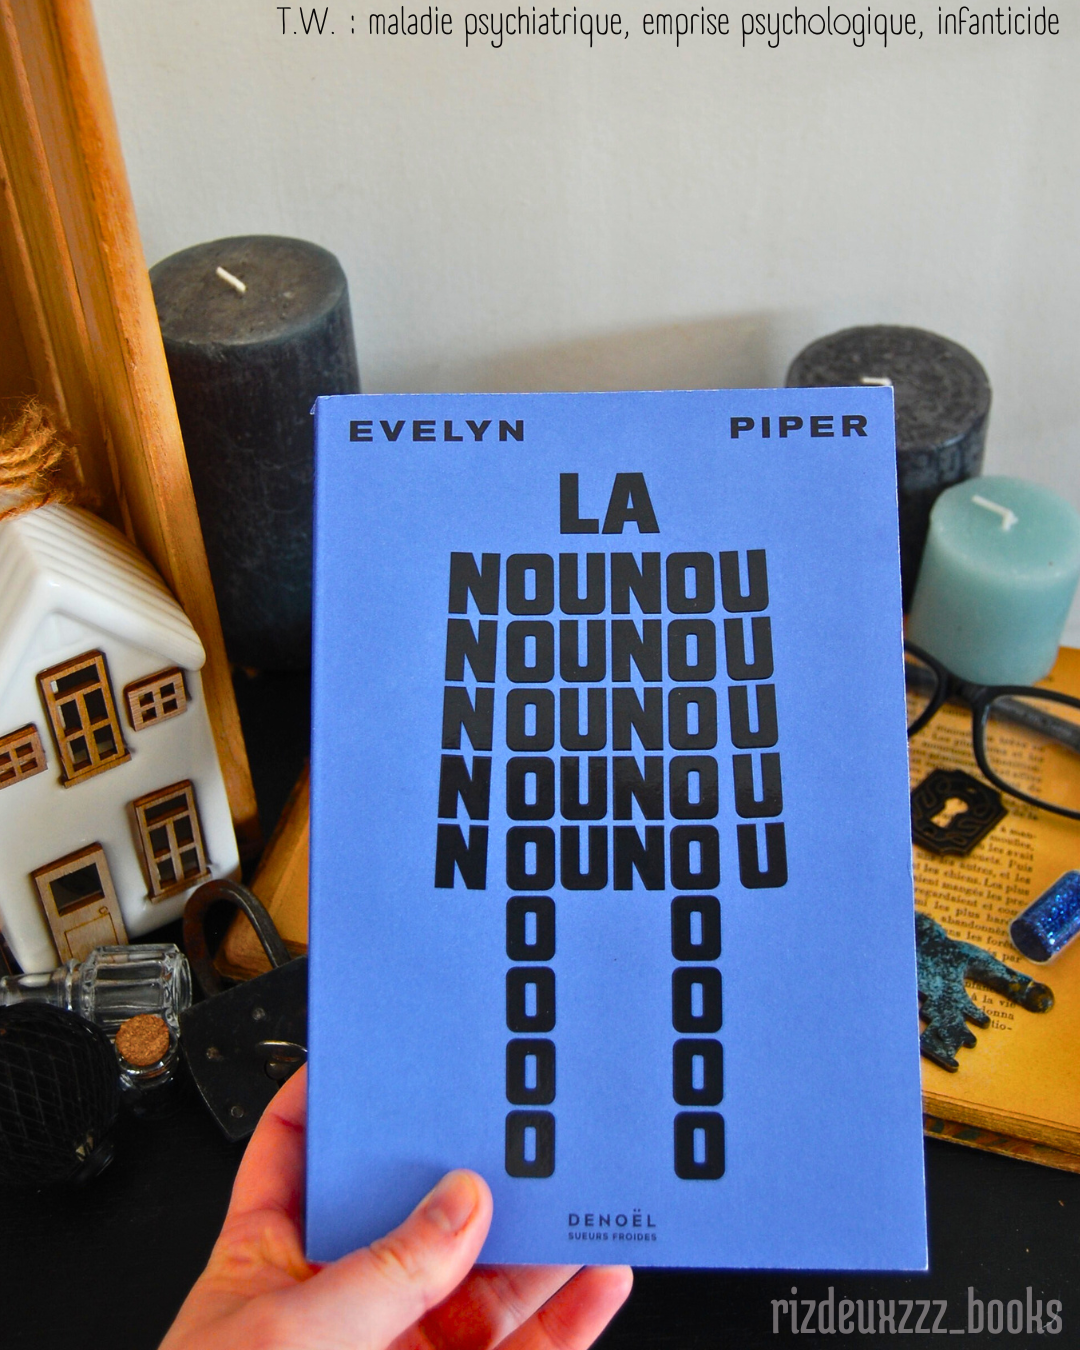 T.W. : maladie psychiatrique, emprise psychologique, infanticide
EVELYN PIPER
LA
NOUNOU
NOUNOU
NOUNOU
NOUNOU
NOUNOU
O O
O O
O O
O O
DENOËL
SUEURS FROIDES
rizdeuxzzz_books